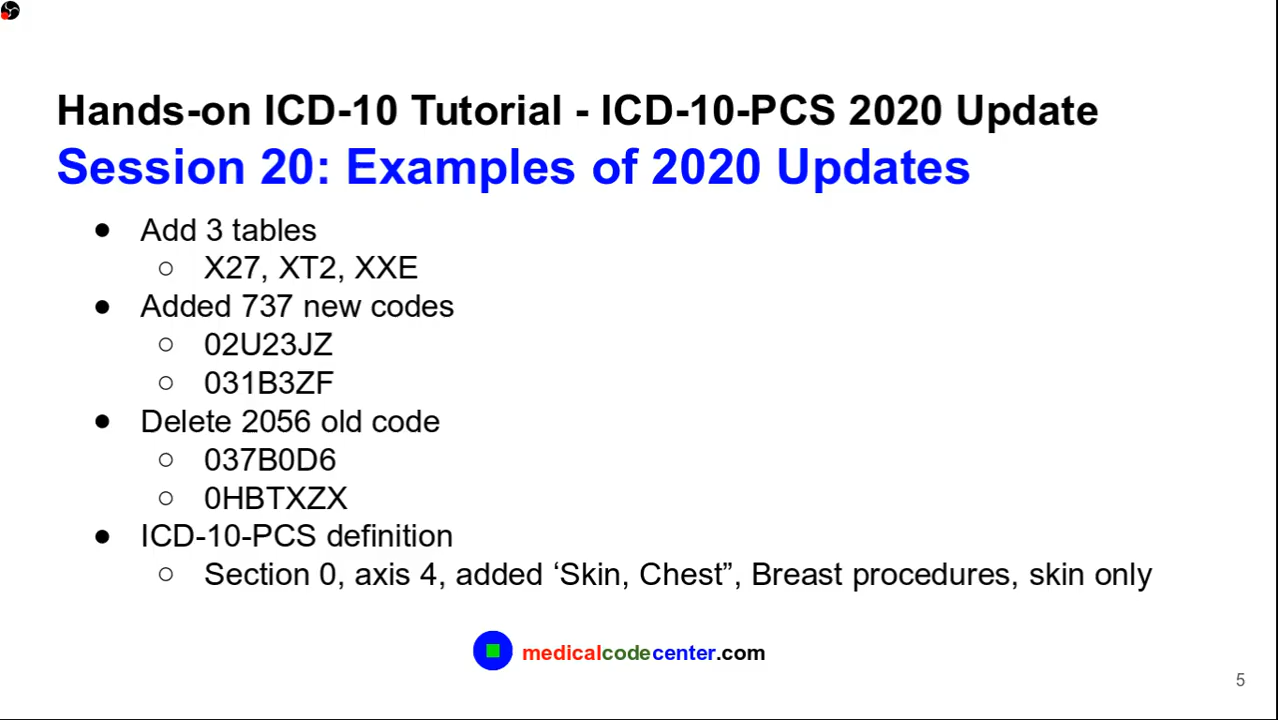 Hands-on ICD-10 Tutorial - ICD-10-PCS 2020 Update
Session 20: Examples of 2020 Updates
● Add 3 tables
○ X27, XT2, XXE
● Added 737 new codes
○ 02U23JZ
○ 031B3ZF
● Delete 2056 old code
○ 037B0D6
○ 0HBTXZX
● ICD-10-PCS definition
○ Section 0, axis 4, added ‘Skin, Chest”, Breast procedures, skin only
medicalcodecenter.com
5